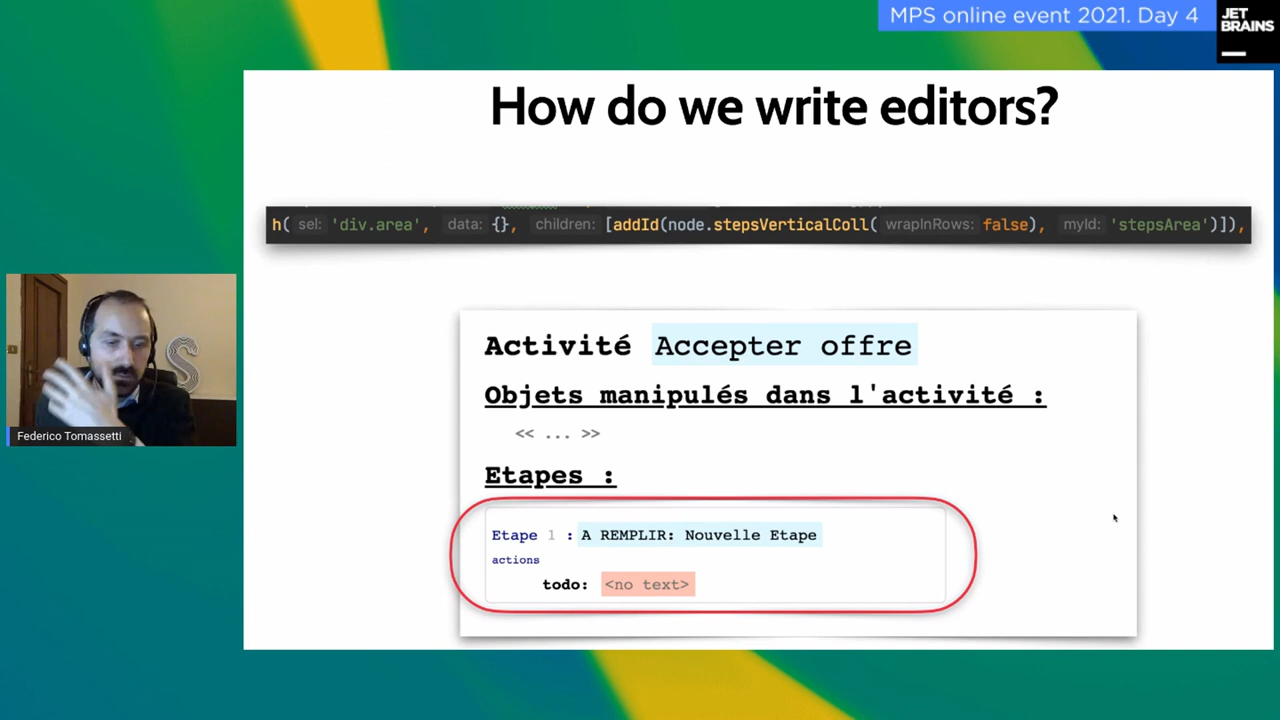 MPS online event 2021. Day 4
JET
BRAINS
How do we write editors?
h( sel: 'div.area', data: {}, children: [addId(node.stepsVerticalColl( wrapInRows: false), myId: 'stepsArea')]),
Activité Accepter offre
Objets manipulés dans l'activité :
<< ... >>
Etapes :
Etape 1 : A REMPLIR: Nouvelle Etape
actions
todo: <no text>
S
Federico Tomassetti